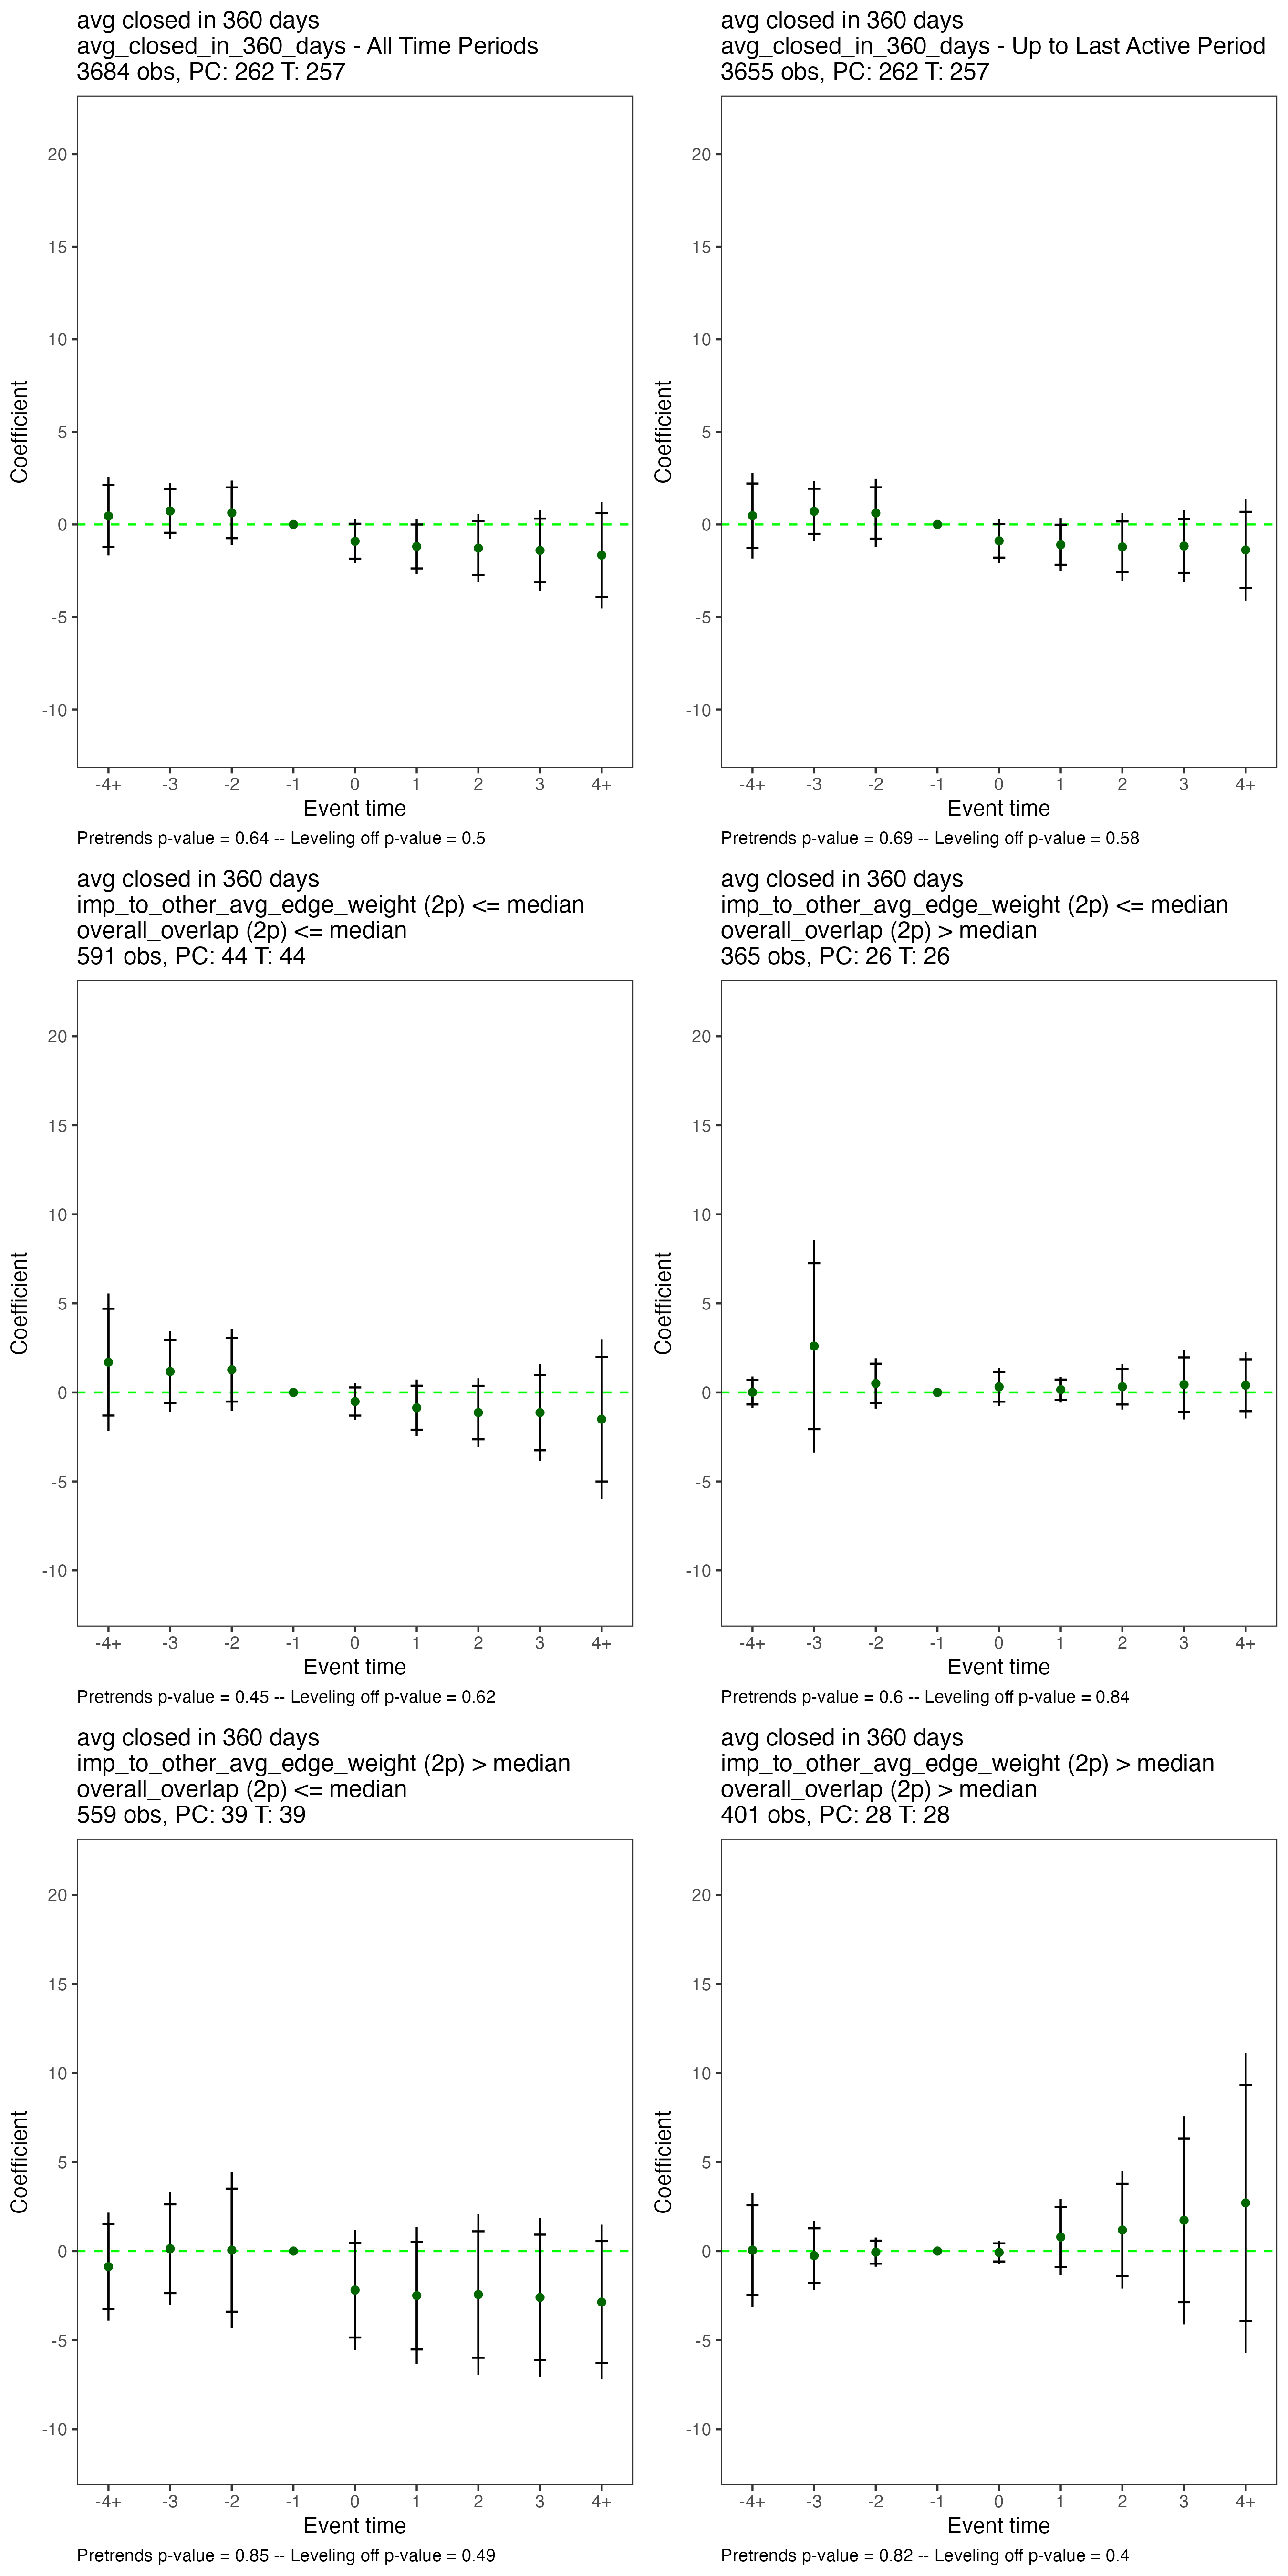 avg closed in 360 days
avg_closed_in_360_days - All Time Periods
3684 obs, PC: 262 T: 257
20
15
10
5
0
-5
-10
Coefficient
-4+ -3 -2 -1 0 1 2 3 4+
Event time
Pretrends p-value = 0.64 -- Leveling off p-value = 0.5
avg closed in 360 days
avg_closed_in_360_days - Up to Last Active Period
3655 obs, PC: 262 T: 257
20
15
10
5
0
-5
-10
Coefficient
-4+ -3 -2 -1 0 1 2 3 4+
Event time
Pretrends p-value = 0.69 -- Leveling off p-value = 0.58
avg closed in 360 days
imp_to_other_avg_edge_weight (2p) <= median
overall_overlap (2p) <= median
591 obs, PC: 44 T: 44
20
15
10
5
0
-5
-10
Coefficient
-4+ -3 -2 -1 0 1 2 3 4+
Event time
Pretrends p-value = 0.45 -- Leveling off p-value = 0.62
avg closed in 360 days
imp_to_other_avg_edge_weight (2p) <= median
overall_overlap (2p) > median
365 obs, PC: 26 T: 26
20
15
10
5
0
-5
-10
Coefficient
-4+ -3 -2 -1 0 1 2 3 4+
Event time
Pretrends p-value = 0.6 -- Leveling off p-value = 0.84
avg closed in 360 days
imp_to_other_avg_edge_weight (2p) > median
overall_overlap (2p) <= median
559 obs, PC: 39 T: 39
20
15
10
5
0
-5
-10
Coefficient
-4+ -3 -2 -1 0 1 2 3 4+
Event time
Pretrends p-value = 0.85 -- Leveling off p-value = 0.49
avg closed in 360 days
imp_to_other_avg_edge_weight (2p) > median
overall_overlap (2p) > median
401 obs, PC: 28 T: 28
20
15
10
5
0
-5
-10
Coefficient
-4+ -3 -2 -1 0 1 2 3 4+
Event time
Pretrends p-value = 0.82 -- Leveling off p-value = 0.4